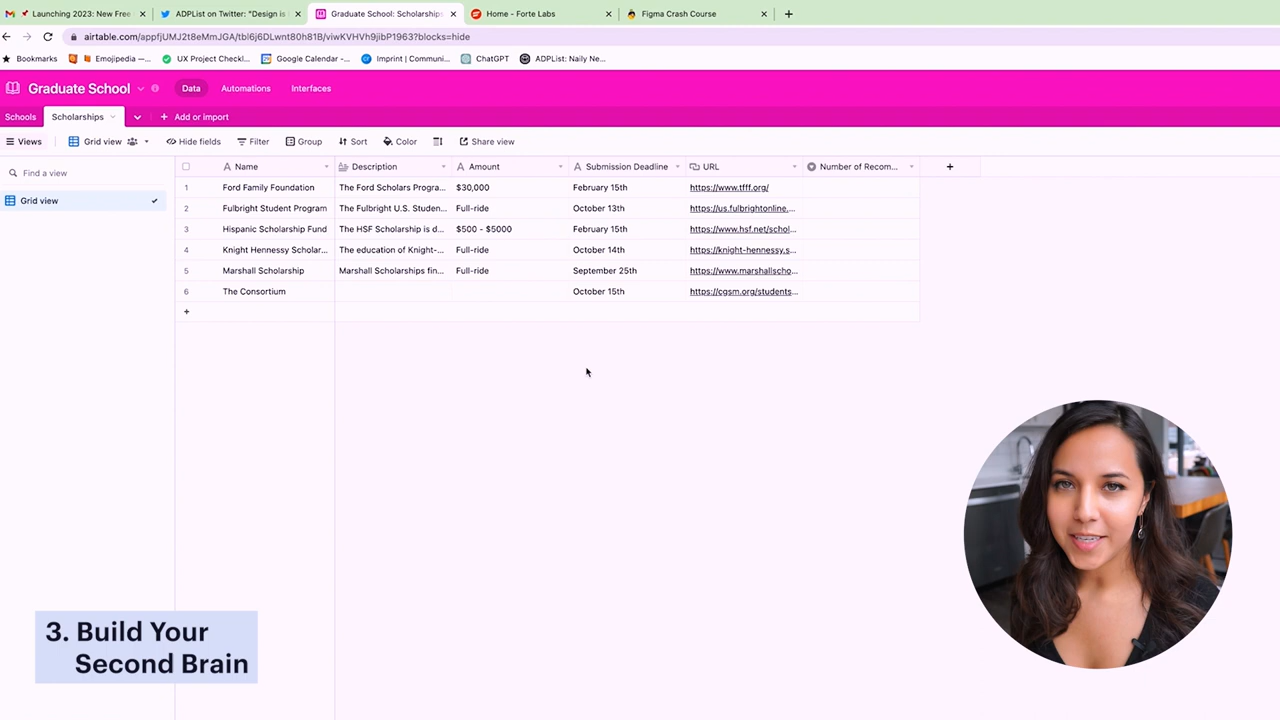 Launching 2023: New Free
ADPList on Twitter: "Design is
Graduate School: Scholarships
Home - Forte Labs
Figma Crash Course
airtable.com/appfjUMJ2t8eMmJGA/tbl6j6DLwnt80h81B/viwKVHVh9jibP1963?blocks=hide
Bookmarks
Emojipedia —...
UX Project Checkl...
Google Calendar -...
Imprint | Communi...
ChatGPT
ADPList: Naily Ne...
Graduate School
Data
Automations
Interfaces
Schools
Scholarships
Add or import
Views
Grid view
Hide fields
Filter
Group
Sort
Color
Share view
Find a view
Grid view
Name Description Amount Submission Deadline URL Number of Recom...
1 Ford Family Foundation The Ford Scholars Progra... $30,000 February 15th https://www.tfff.org/
2 Fulbright Student Program The Fulbright U.S. Studen... Full-ride October 13th https://us.fulbrightonline....
3 Hispanic Scholarship Fund The HSF Scholarship is d... $500 - $5000 February 15th https://www.hsf.net/schol...
4 Knight Hennessy Scholar... The education of Knight-... Full-ride October 14th https://knight-hennessy.s...
5 Marshall Scholarship Marshall Scholarships fin... Full-ride September 25th https://www.marshallscho...
6 The Consortium October 15th https://cgsm.org/students...
3. Build Your
Second Brain